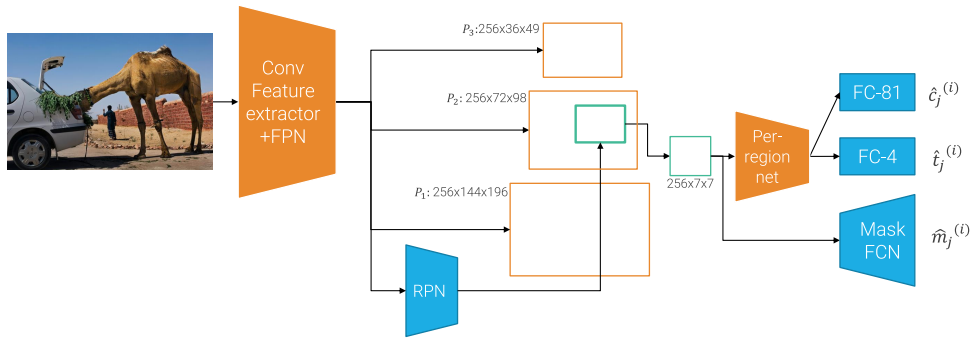 Conv
Feature
extractor
+FPN
P₃:256x36x49
P₂: 256x72x98
P₁: 256x144x196
RPN
256x7x7
Per-
region
net
FC-81
ĉⱼ⁽ⁱ⁾
FC-4
t̂ⱼ⁽ⁱ⁾
Mask
FCN
m̂ⱼ⁽ⁱ⁾